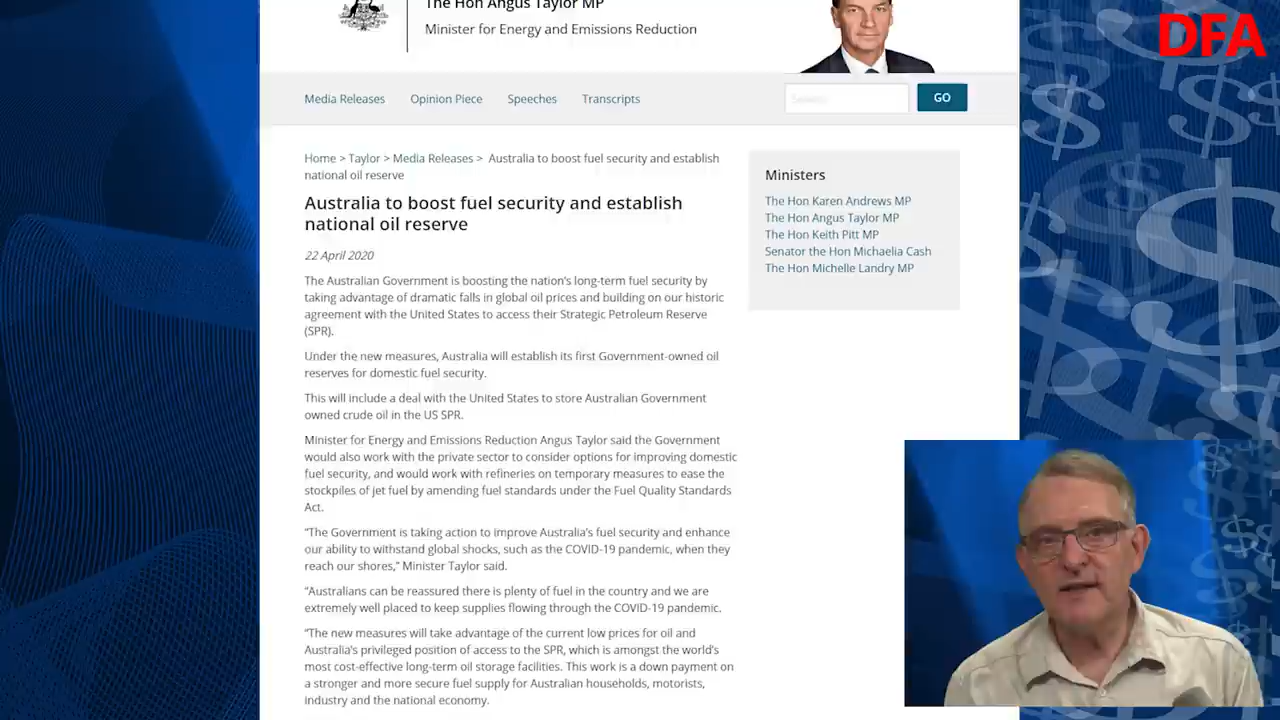 The Hon Angus Taylor MP
Minister for Energy and Emissions Reduction
DFA
Media Releases
Opinion Piece
Speeches
Transcripts
Search
GO
Home > Taylor > Media Releases > Australia to boost fuel security and establish
national oil reserve
Australia to boost fuel security and establish
national oil reserve
22 April 2020
The Australian Government is boosting the nation's long-term fuel security by
taking advantage of dramatic falls in global oil prices and building on our historic
agreement with the United States to access their Strategic Petroleum Reserve
(SPR).
Under the new measures, Australia will establish its first Government-owned oil
reserves for domestic fuel security.
This will include a deal with the United States to store Australian Government
owned crude oil in the US SPR.
Minister for Energy and Emissions Reduction Angus Taylor said the Government
would also work with the private sector to consider options for improving domestic
fuel security, and would work with refineries on temporary measures to ease the
stockpiles of jet fuel by amending fuel standards under the Fuel Quality Standards
Act.
“The Government is taking action to improve Australia’s fuel security and enhance
our ability to withstand global shocks, such as the COVID-19 pandemic, when they
reach our shores,” Minister Taylor said.
“Australians can be reassured there is plenty of fuel in the country and we are
extremely well placed to keep supplies flowing through the COVID-19 pandemic.
“The new measures will take advantage of the current low prices for oil and
Australia’s privileged position of access to the SPR, which is amongst the world’s
most cost-effective long-term oil storage facilities. This work is a down payment on
a stronger and more secure fuel supply for Australian households, motorists,
industry and the national economy.
Ministers
The Hon Karen Andrews MP
The Hon Angus Taylor MP
The Hon Keith Pitt MP
Senator the Hon Michaelia Cash
The Hon Michelle Landry MP